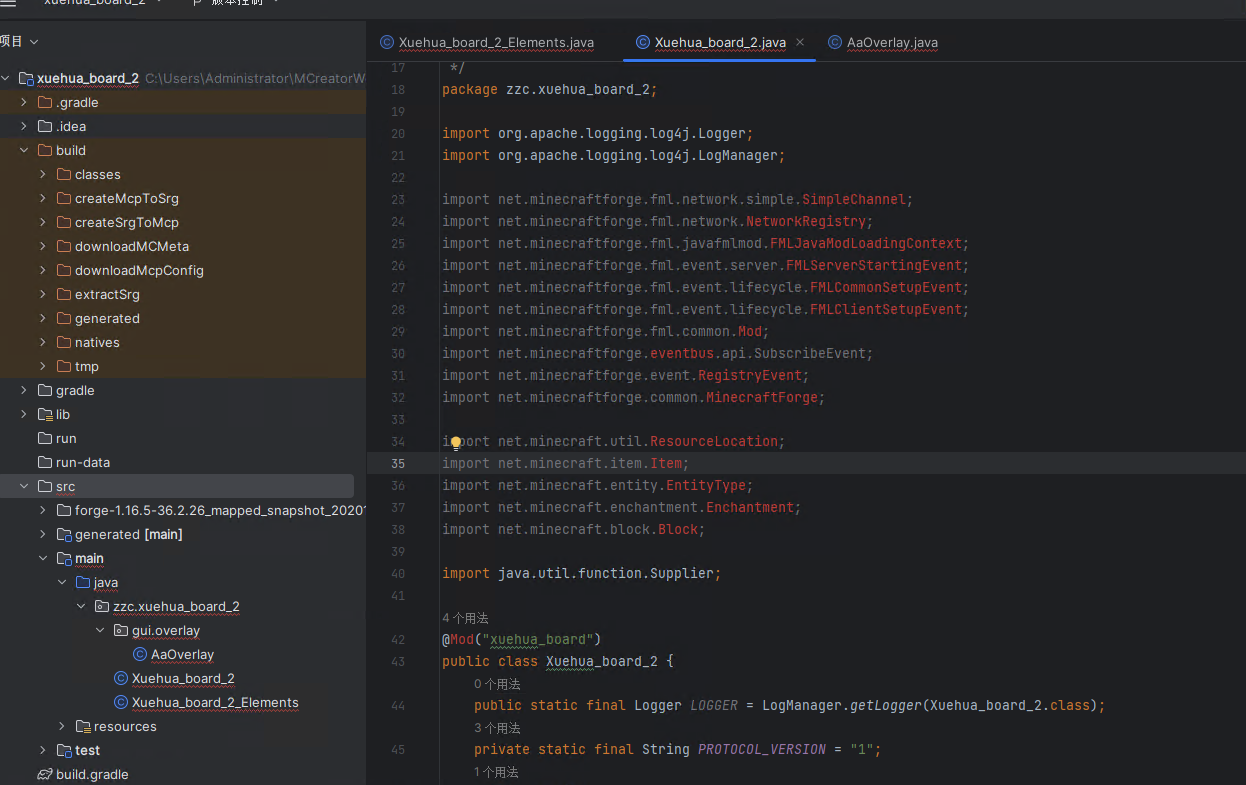 xuehua_board_2
版本控制
项目
xuehua_board_2 C:\Users\Administrator\MCreatorW
.gradle
.idea
build
classes
createMcpToSrg
createSrgToMcp
downloadMCMeta
downloadMcpConfig
extractSrg
generated
natives
tmp
gradle
lib
run
run-data
src
forge-1.16.5-36.2.26_mapped_snapshot_2020
generated [main]
main
java
zzc.xuehua_board_2
gui.overlay
AaOverlay
Xuehua_board_2
Xuehua_board_2_Elements
resources
test
build.gradle
Xuehua_board_2_Elements.java Xuehua_board_2.java AaOverlay.java
17 */
18 package zzc.xuehua_board_2;
19
20 import org.apache.logging.log4j.Logger;
21 import org.apache.logging.log4j.LogManager;
22
23 import net.minecraftforge.fml.network.simple.SimpleChannel;
24 import net.minecraftforge.fml.network.NetworkRegistry;
25 import net.minecraftforge.fml.javafmlmod.FMLJavaModLoadingContext;
26 import net.minecraftforge.fml.event.server.FMLServerStartingEvent;
27 import net.minecraftforge.fml.event.lifecycle.FMLCommonSetupEvent;
28 import net.minecraftforge.fml.event.lifecycle.FMLClientSetupEvent;
29 import net.minecraftforge.fml.common.Mod;
30 import net.minecraftforge.eventbus.api.SubscribeEvent;
31 import net.minecraftforge.event.RegistryEvent;
32 import net.minecraftforge.common.MinecraftForge;
33
34 import net.minecraft.util.ResourceLocation;
35 import net.minecraft.item.Item;
36 import net.minecraft.entity.EntityType;
37 import net.minecraft.enchantment.Enchantment;
38 import net.minecraft.block.Block;
39
40 import java.util.function.Supplier;
41
4 个用法
42 @Mod("xuehua_board")
43 public class Xuehua_board_2 {
0 个用法
44 public static final Logger LOGGER = LogManager.getLogger(Xuehua_board_2.class);
3 个用法
45 private static final String PROTOCOL_VERSION = "1";
1 个用法